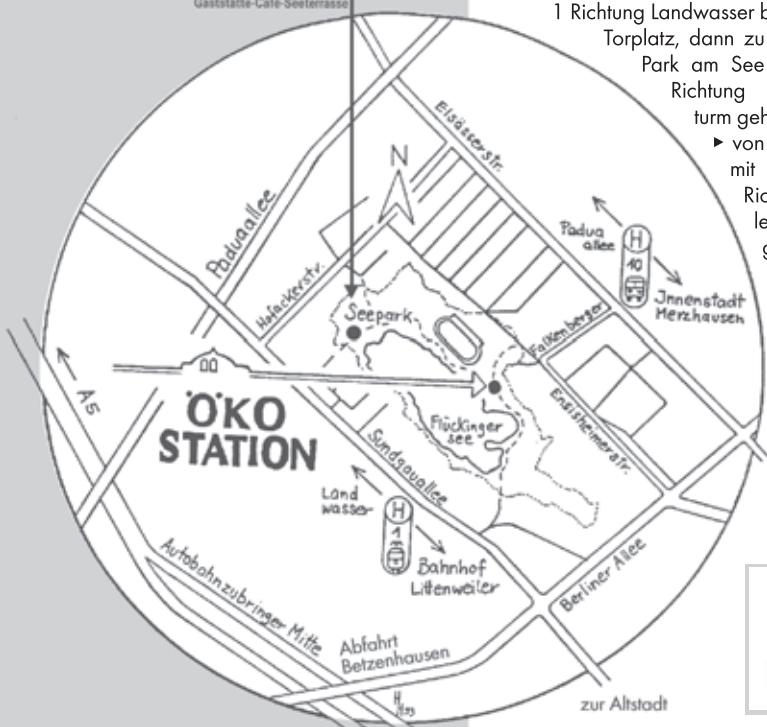 Gaststätte-Café-Seeterrasse
1 Richtung Landwasser b
Torplatz, dann zu
Park am See
Richtung
turm geh
▸ von
mit
Ric
le
g
Elsässerstr.
N
Paduaallee
Padua
allee
H
10
Innenstadt
Merzhausen
Hofackerstr.
Seepark
Falkenberger
A5
ÖKO
STATION
Flückinger
see
Ensisheimerstr.
Sundgauallee
Land
wasser
H
1
Bahnhof
Littenweiler
Autobahnzubringer Mitte
Berliner Allee
Abfahrt
Betzenhausen
zur Altstadt